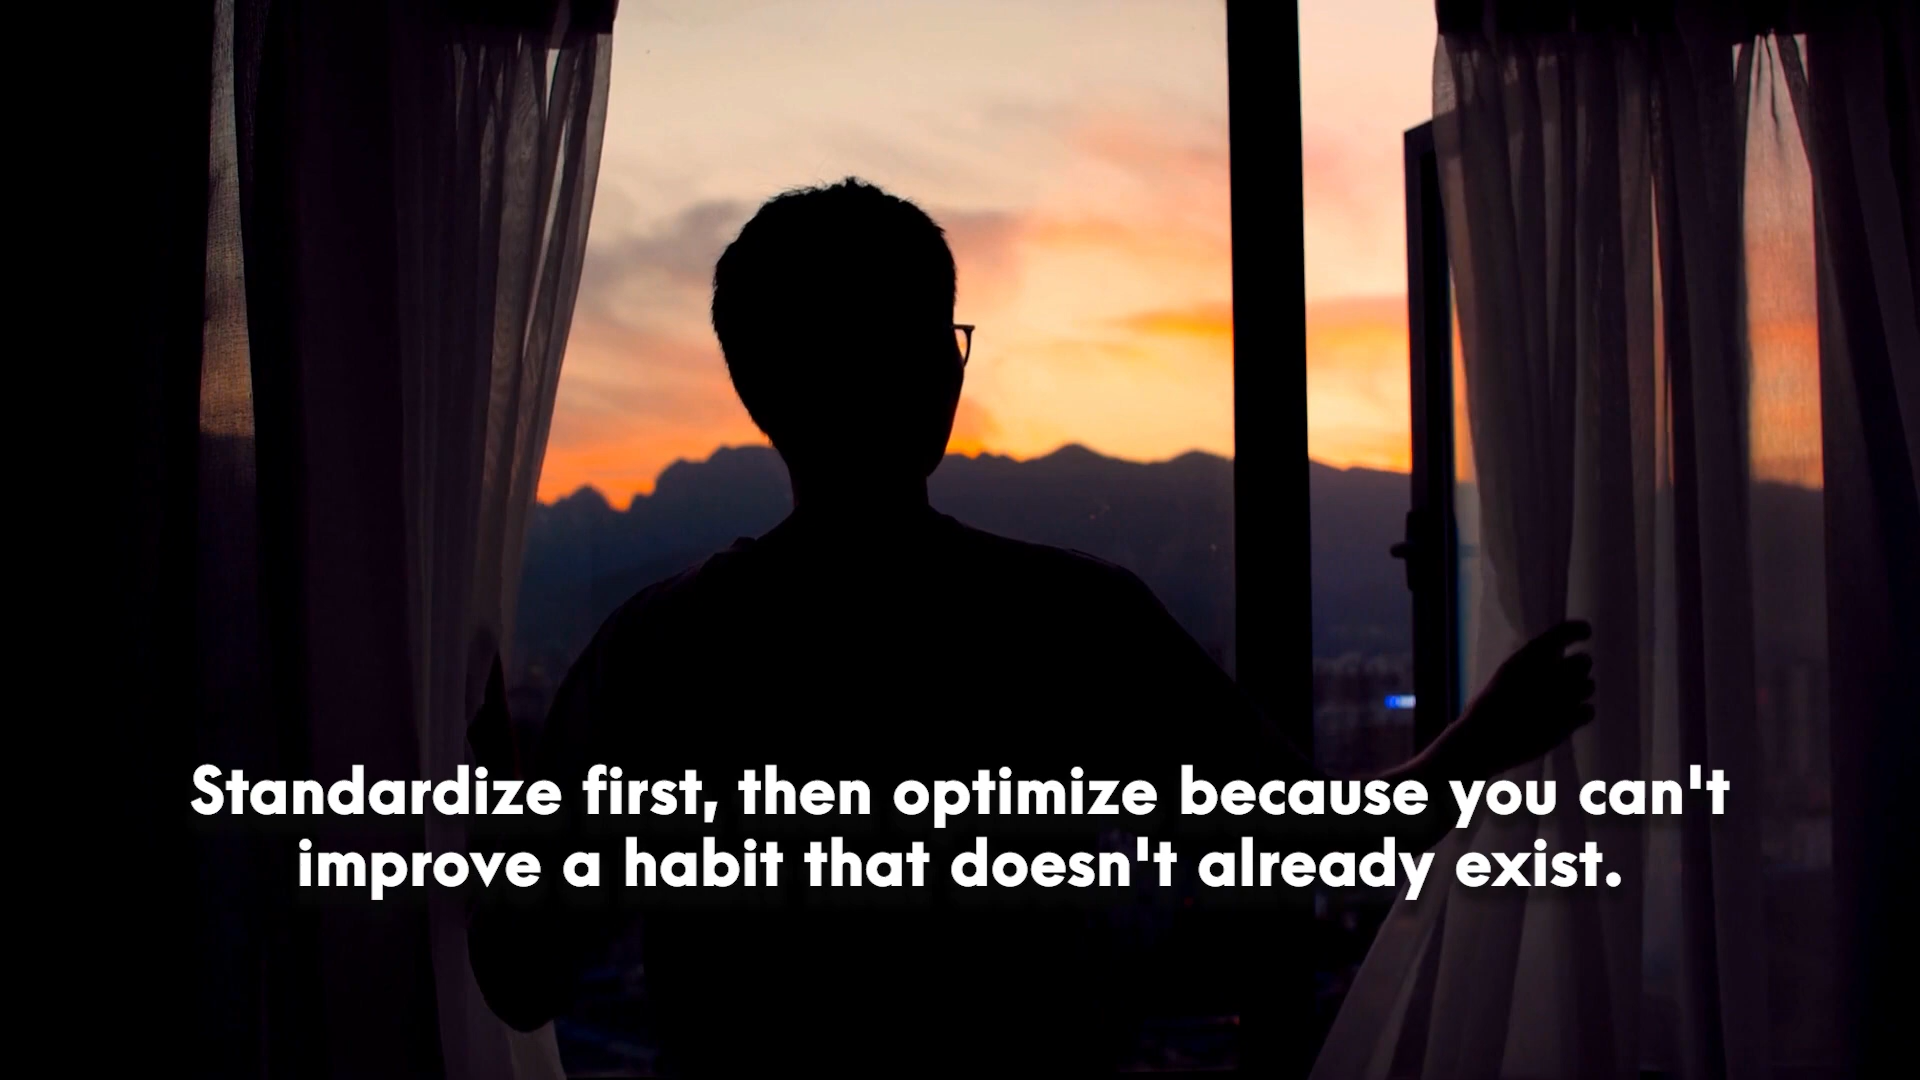 Standardize first, then optimize because you can't
improve a habit that doesn't already exist.